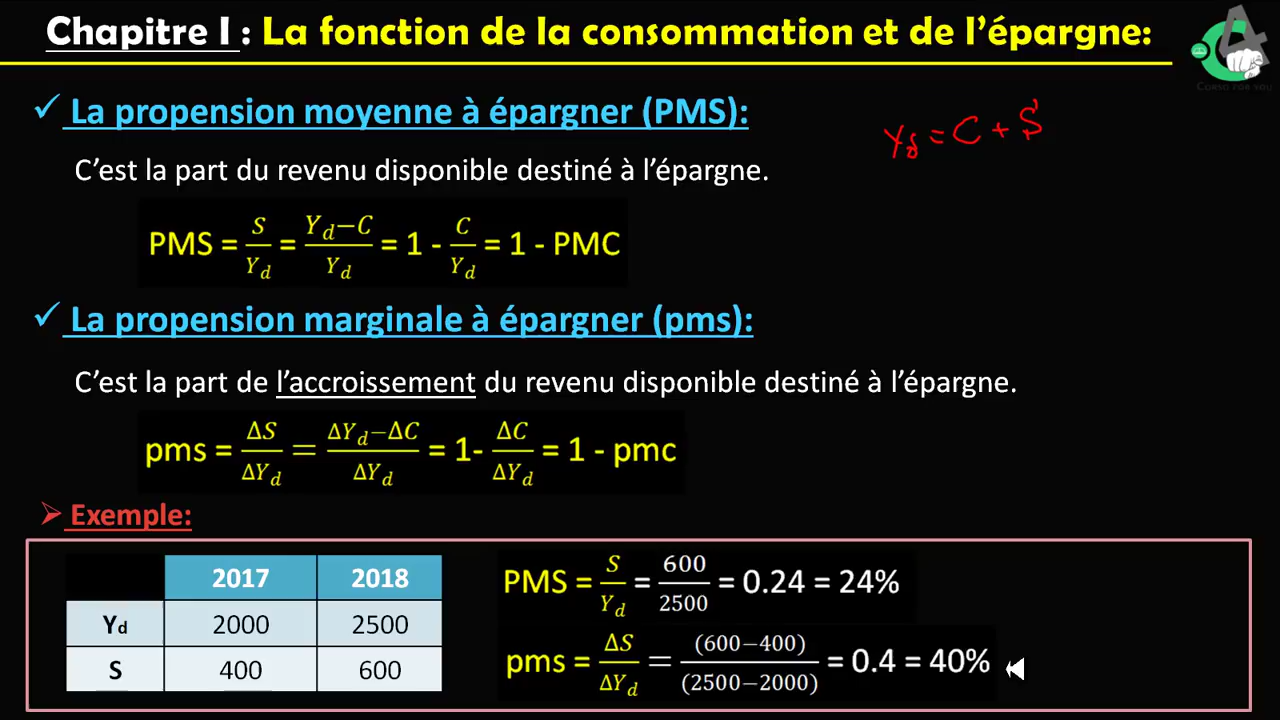 Chapitre I : La fonction de la consommation et de l’épargne:
CURSO FOR YOU
✓ La propension moyenne à épargner (PMS):
Yd = C + S
C’est la part du revenu disponible destiné à l’épargne.
PMS = S/Yd = (Yd−C)/Yd = 1 - C/Yd = 1 - PMC
✓ La propension marginale à épargner (pms):
C’est la part de l’accroissement du revenu disponible destiné à l’épargne.
pms = ΔS/ΔYd = (ΔYd−ΔC)/ΔYd = 1- ΔC/ΔYd = 1 - pmc
➢ Exemple:
2017 2018
Yd 2000 2500
S 400 600
PMS = S/Yd = 600/2500 = 0.24 = 24%
pms = ΔS/ΔYd = (600−400)/(2500−2000) = 0.4 = 40%